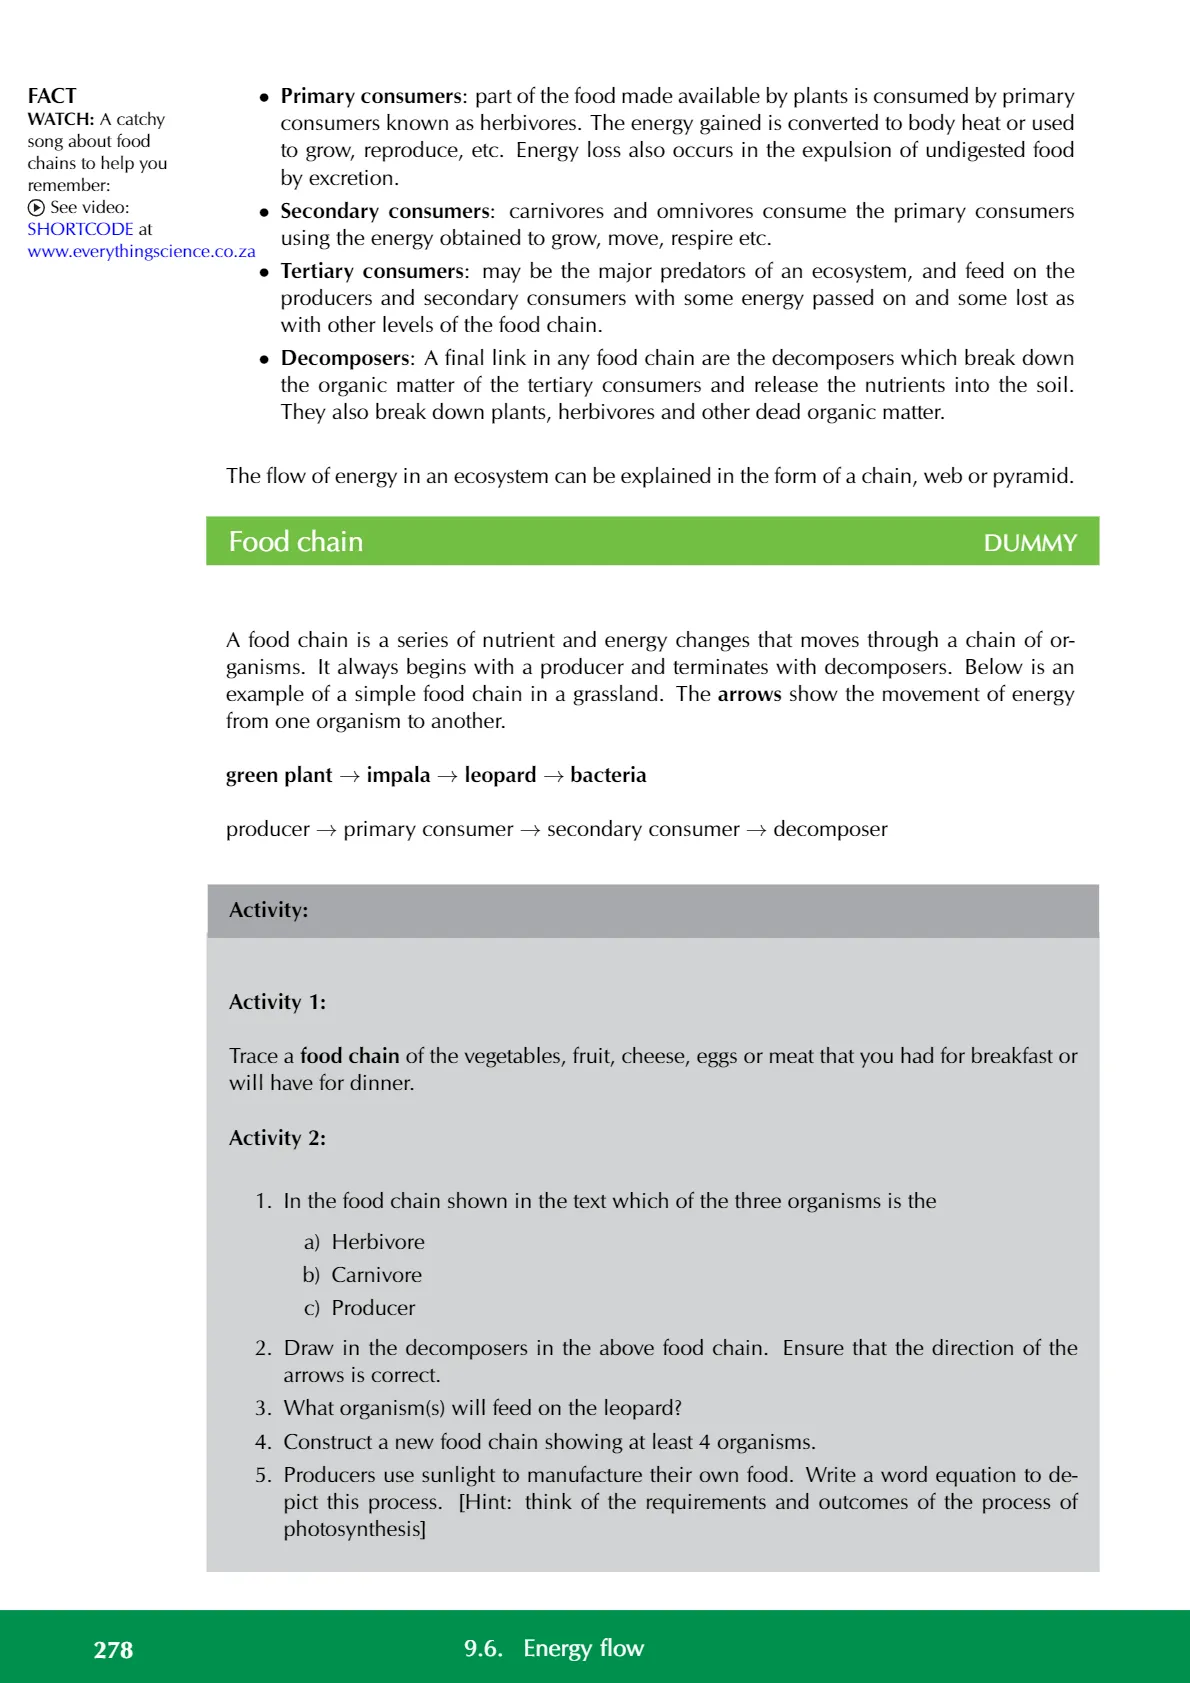 FACT
WATCH: A catchy
song about food
chains to help you
remember:
See video:
SHORTCODE at
www.everythingscience.co.za
• Primary consumers: part of the food made available by plants is consumed by primary
consumers known as herbivores. The energy gained is converted to body heat or used
to grow, reproduce, etc. Energy loss also occurs in the expulsion of undigested food
by excretion.
• Secondary consumers: carnivores and omnivores consume the primary consumers
using the energy obtained to grow, move, respire etc.
• Tertiary consumers: may be the major predators of an ecosystem, and feed on the
producers and secondary consumers with some energy passed on and some lost as
with other levels of the food chain.
• Decomposers: A final link in any food chain are the decomposers which break down
the organic matter of the tertiary consumers and release the nutrients into the soil.
They also break down plants, herbivores and other dead organic matter.
The flow of energy in an ecosystem can be explained in the form of a chain, web or pyramid.
Food chain DUMMY
A food chain is a series of nutrient and energy changes that moves through a chain of or-
ganisms. It always begins with a producer and terminates with decomposers. Below is an
example of a simple food chain in a grassland. The arrows show the movement of energy
from one organism to another.
green plant → impala → leopard → bacteria
producer → primary consumer → secondary consumer → decomposer
Activity:
Activity 1:
Trace a food chain of the vegetables, fruit, cheese, eggs or meat that you had for breakfast or
will have for dinner.
Activity 2:
1. In the food chain shown in the text which of the three organisms is the
a) Herbivore
b) Carnivore
c) Producer
2. Draw in the decomposers in the above food chain. Ensure that the direction of the
arrows is correct.
3. What organism(s) will feed on the leopard?
4. Construct a new food chain showing at least 4 organisms.
5. Producers use sunlight to manufacture their own food. Write a word equation to de-
pict this process. [Hint: think of the requirements and outcomes of the process of
photosynthesis]
278 9.6. Energy flow